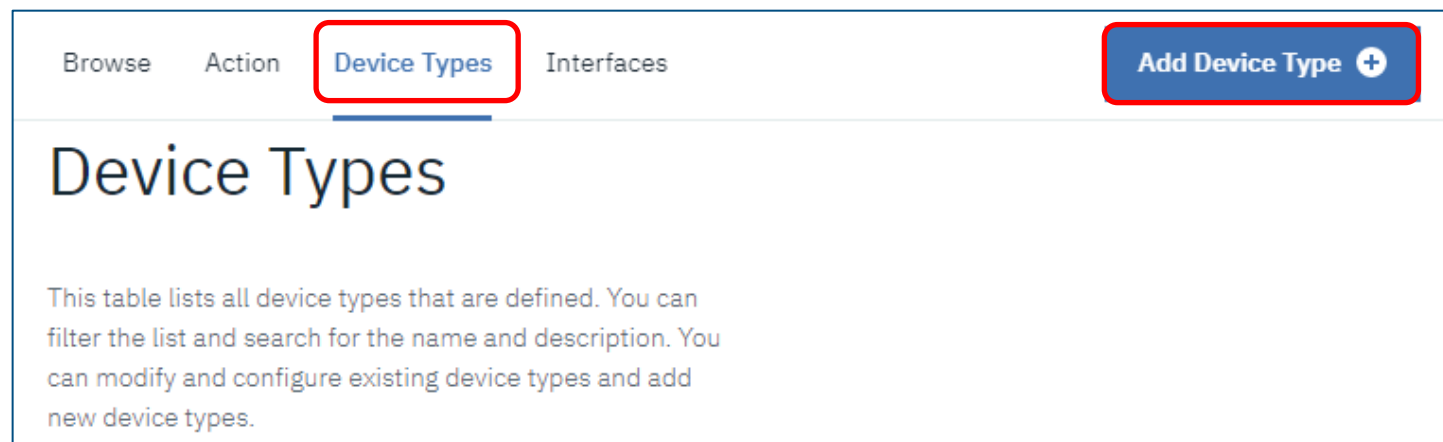 Browse Action Device Types Interfaces Add Device Type
Device Types
This table lists all device types that are defined. You can
filter the list and search for the name and description. You
can modify and configure existing device types and add
new device types.